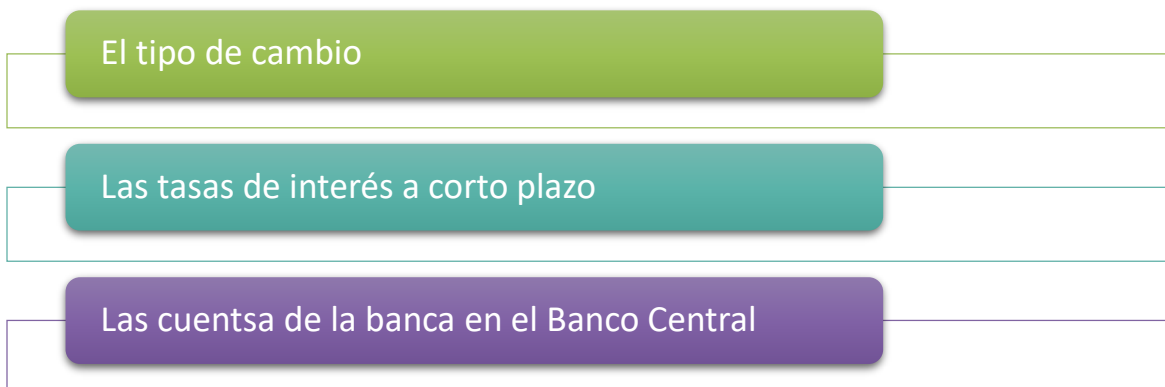 El tipo de cambio
Las tasas de interés a corto plazo
Las cuentsa de la banca en el Banco Central